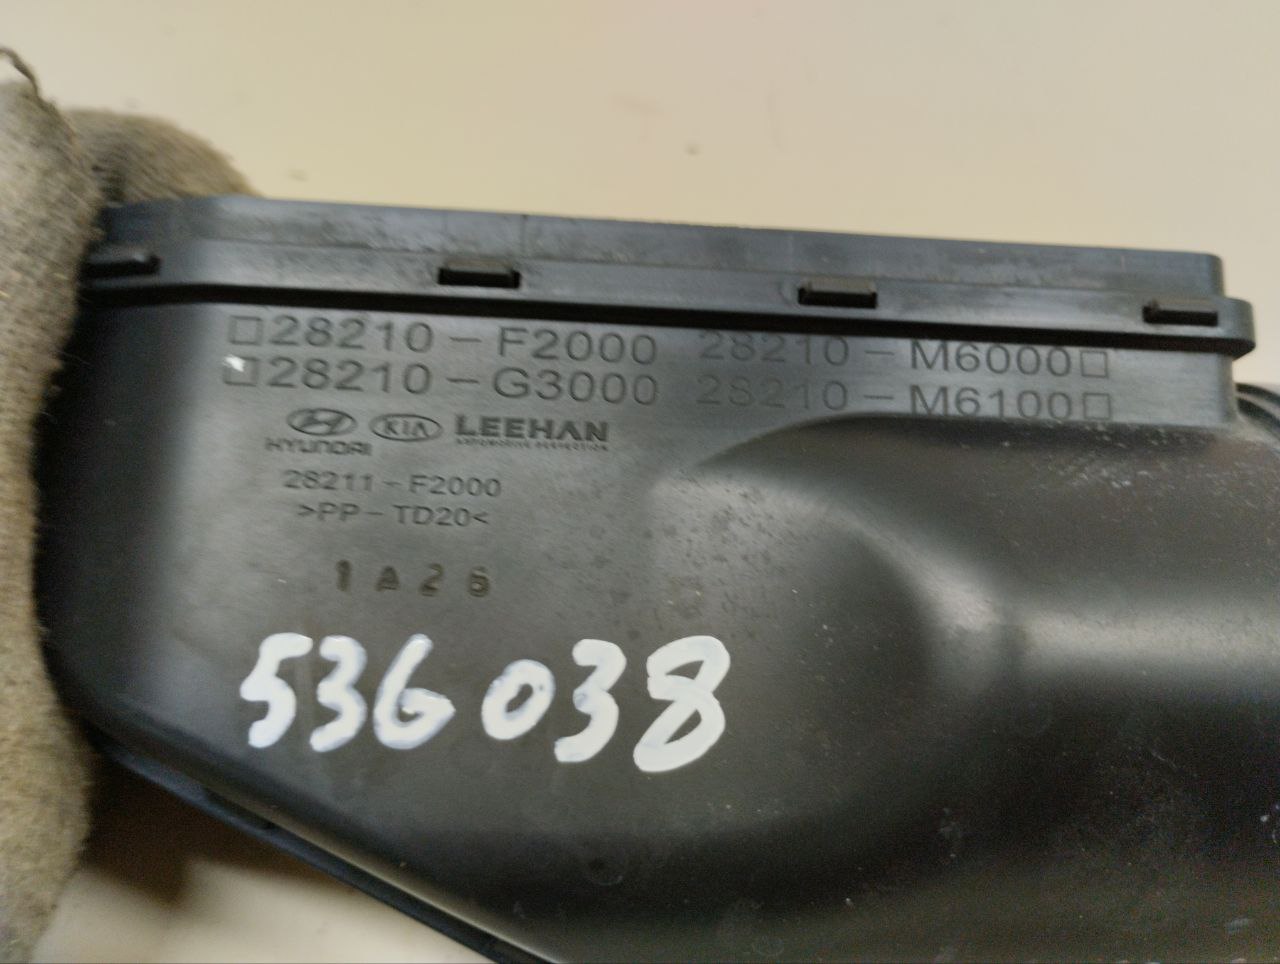 □28210-F2000 28210-M6000□
□28210-G3000 28210-M6100□
HYUNDAI KIA LEEHAN
28211-F2000
>PP-TD20<
1A26
536038